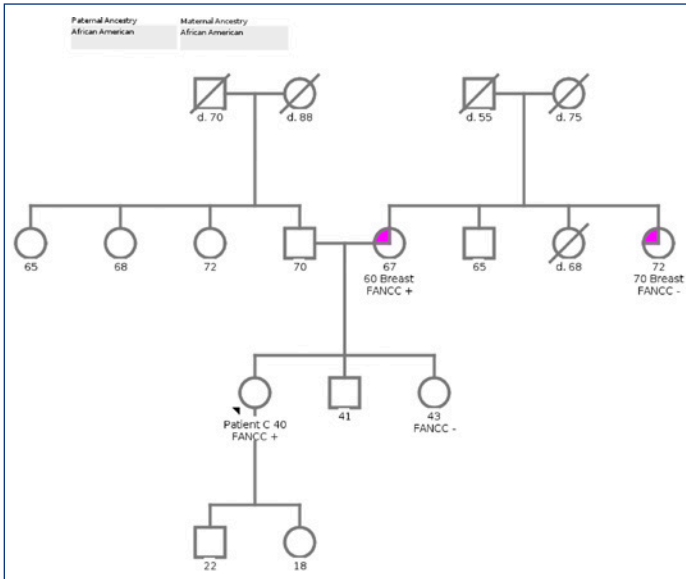 Paternal Ancestry
African American
Maternal Ancestry
African American
d. 70
d. 88
d. 55
d. 75
65
68
72
70
67
60 Breast
FANCC +
65
d. 68
72
70 Breast
FANCC -
Patient C 40
FANCC +
41
43
FANCC -
22
18